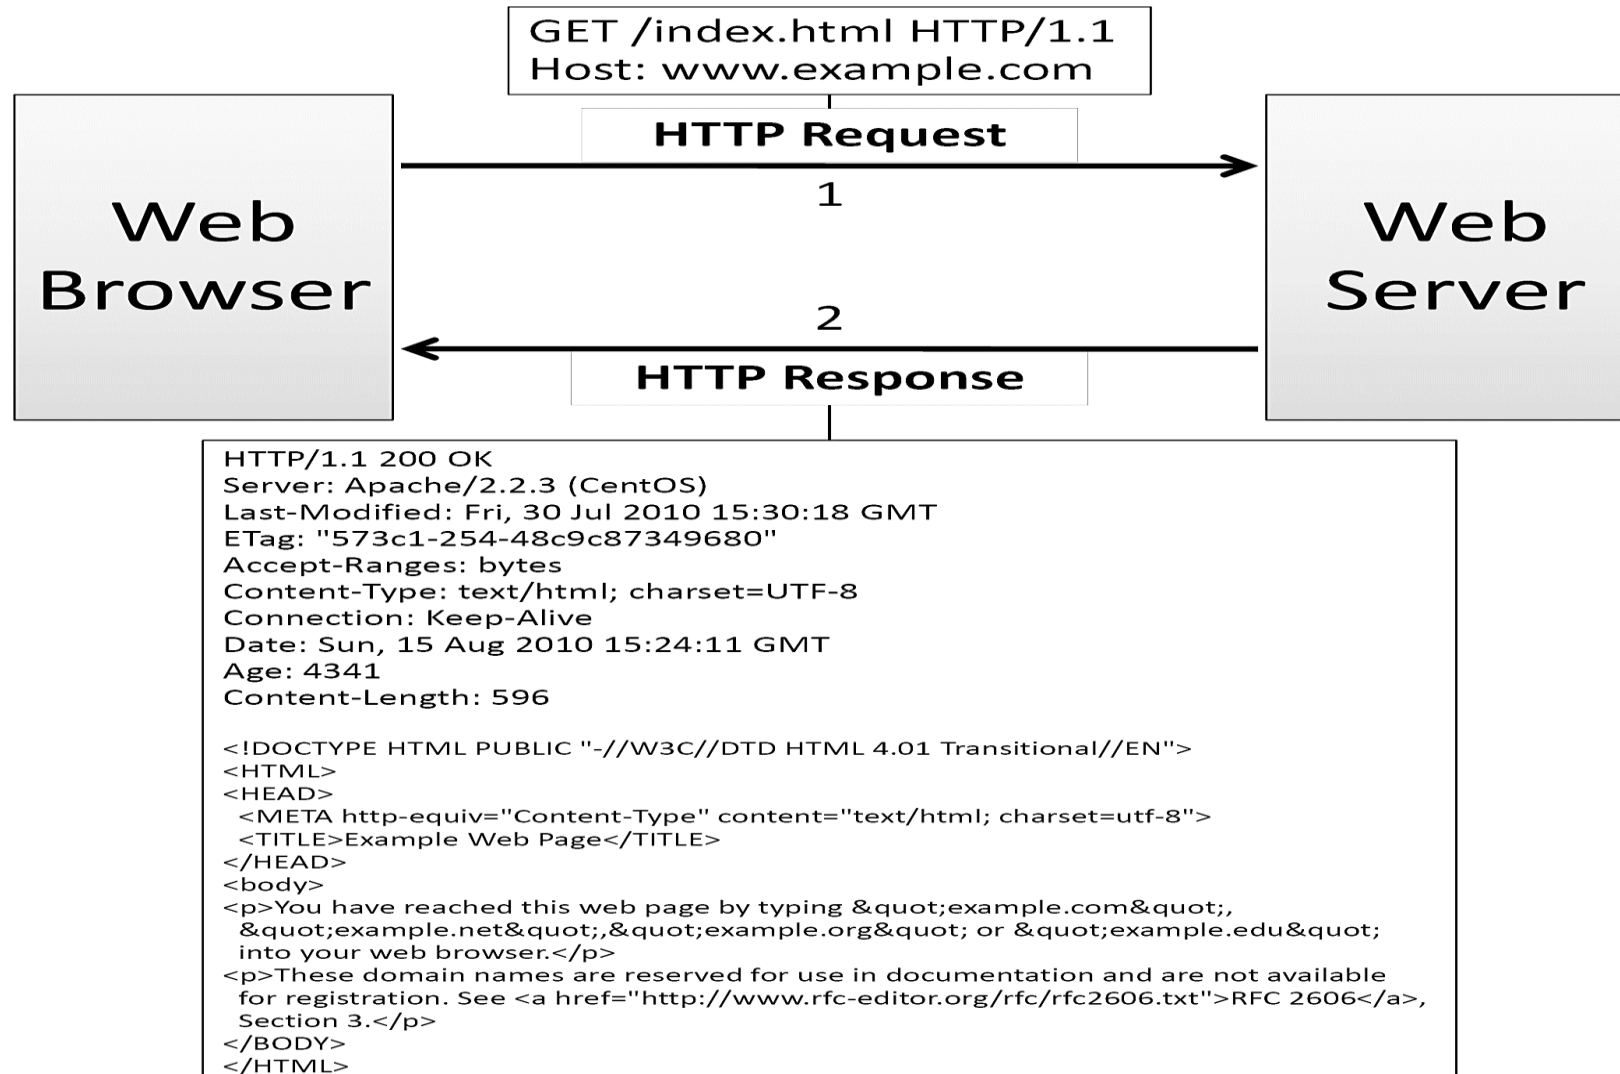 GET /index.html HTTP/1.1
Host: www.example.com
HTTP Request
1
Web
Browser
Web
Server
2
HTTP Response
HTTP/1.1 200 OK
Server: Apache/2.2.3 (CentOS)
Last-Modified: Fri, 30 Jul 2010 15:30:18 GMT
ETag: "573c1-254-48c9c87349680"
Accept-Ranges: bytes
Content-Type: text/html; charset=UTF-8
Connection: Keep-Alive
Date: Sun, 15 Aug 2010 15:24:11 GMT
Age: 4341
Content-Length: 596
<!DOCTYPE HTML PUBLIC "-//W3C//DTD HTML 4.01 Transitional//EN">
<HTML>
<HEAD>
<META http-equiv="Content-Type" content="text/html; charset=utf-8">
<TITLE>Example Web Page</TITLE>
</HEAD>
<body>
<p>You have reached this web page by typing &quot;example.com&quot;,
&quot;example.net&quot;,&quot;example.org&quot; or &quot;example.edu&quot;
into your web browser.</p>
<p>These domain names are reserved for use in documentation and are not available
for registration. See <a href="http://www.rfc-editor.org/rfc/rfc2606.txt">RFC 2606</a>,
Section 3.</p>
</BODY>
</HTML>